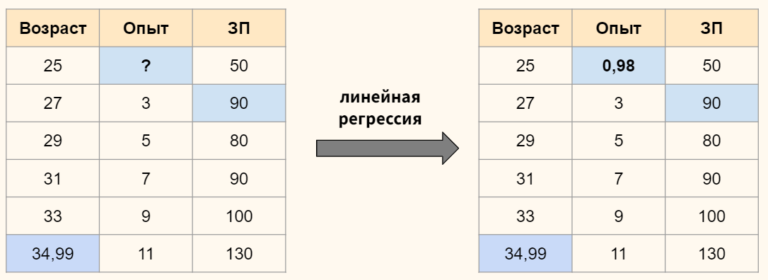 Возраст Опыт ЗП
25 ? 50
27 3 90
29 5 80
31 7 90
33 9 100
34,99 11 130
линейная
регрессия
Возраст Опыт ЗП
25 0,98 50
27 3 90
29 5 80
31 7 90
33 9 100
34,99 11 130